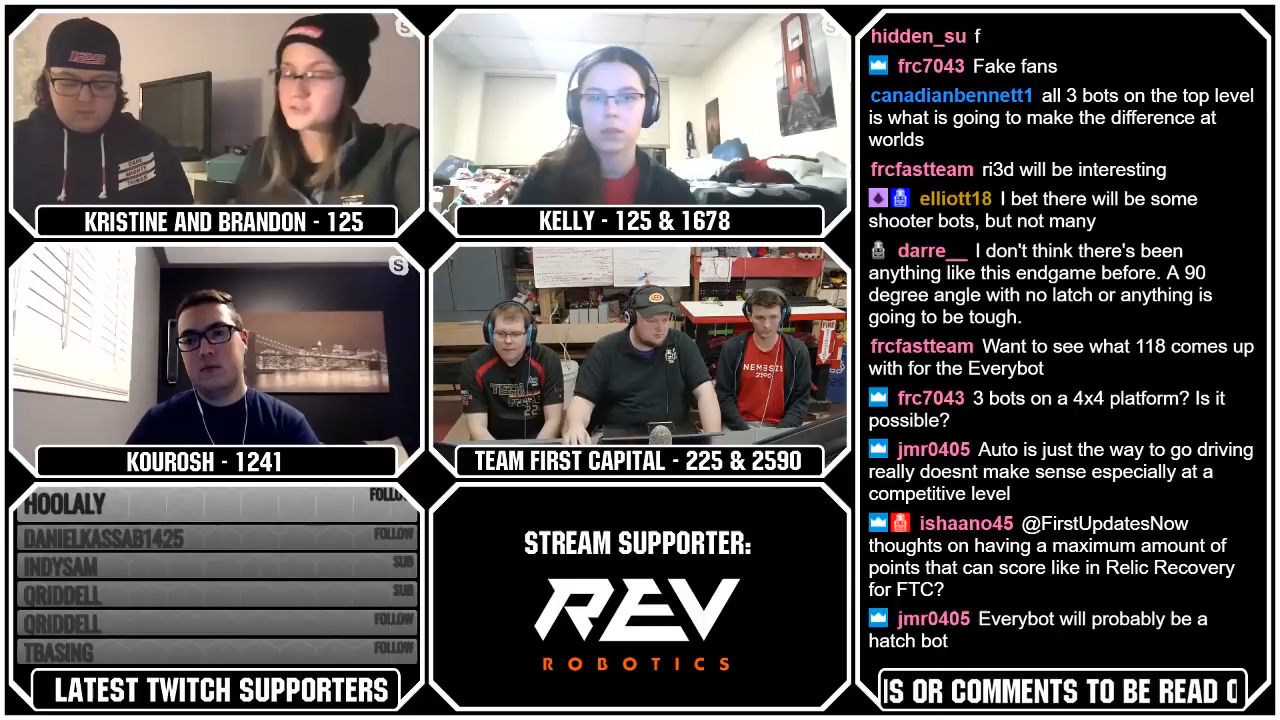 KRISTINE AND BRANDON - 125
KELLY - 125 & 1678
KOUROSH - 1241
NEMESIS
2590
TEAM FIRST CAPITAL - 225 & 2590
HOOLALY
FOLLOW
DANIELKASSAB1425
FOLLOW
INDYSAM
SUB
QRIDDELL
SUB
QRIDDELL
FOLLOW
TBASING
FOLLOW
LATEST TWITCH SUPPORTERS
STREAM SUPPORTER:
REV
ROBOTICS
hidden_su f
frc7043 Fake fans
canadianbennett1 all 3 bots on the top level
is what is going to make the difference at
worlds
frcfastteam ri3d will be interesting
elliott18 I bet there will be some
shooter bots, but not many
darre__ I don't think there's been
anything like this endgame before. A 90
degree angle with no latch or anything is
going to be tough.
frcfastteam Want to see what 118 comes up
with for the Everybot
frc7043 3 bots on a 4x4 platform? Is it
possible?
jmr0405 Auto is just the way to go driving
really doesnt make sense especially at a
competitive level
ishaano45 @FirstUpdatesNow
thoughts on having a maximum amount of
points that can score like in Relic Recovery
for FTC?
jmr0405 Everybot will probably be a
hatch bot
IS OR COMMENTS TO BE READ